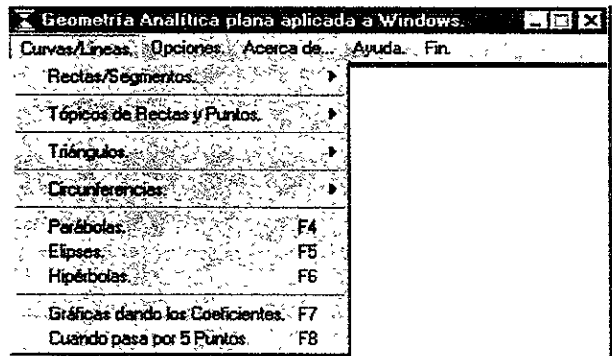 Geometría Analítica plana aplicada a Windows.
Curvas/Lineas. Opciones. Acerca de... Ayuda. Fin.
Rectas/Segmentos.
Tópicos de Rectas y Puntos.
Triángulos.
Circunferencias.
Parábolas. F4
Elipses. F5
Hipérbolas. F6
Gráficas dando los Coeficientes. F7
Cuando pasa por 5 Puntos. F8